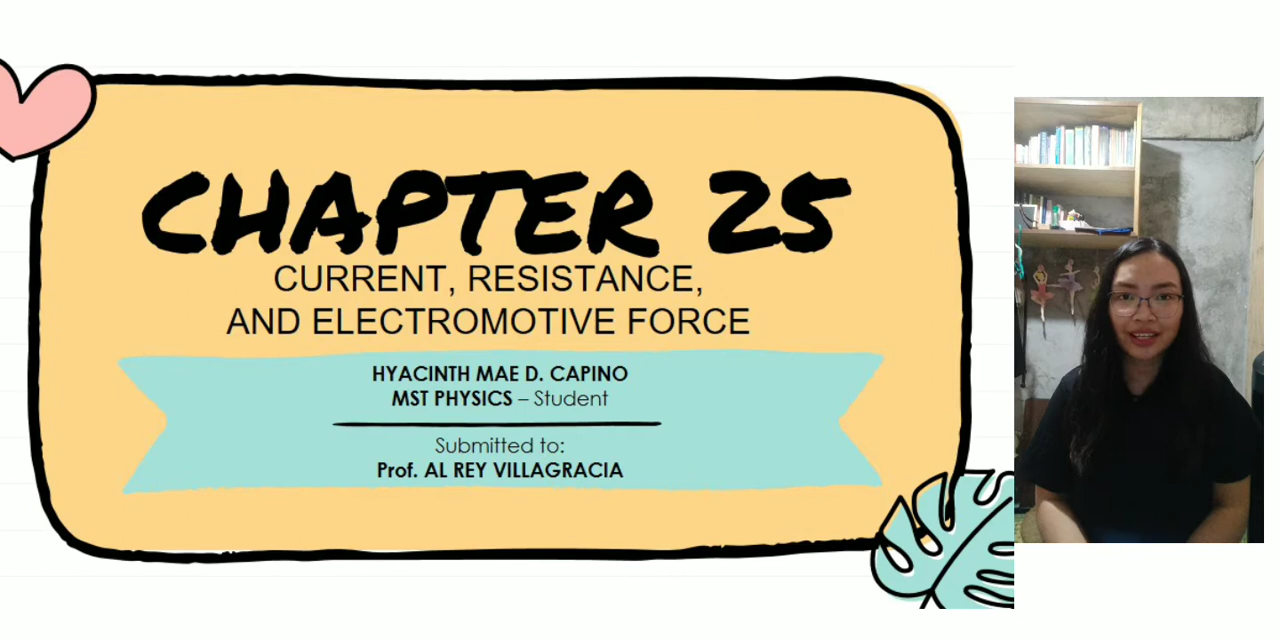 CHAPTER 25
CURRENT, RESISTANCE,
AND ELECTROMOTIVE FORCE
HYACINTH MAE D. CAPINO
MST PHYSICS – Student
Submitted to:
Prof. AL REY VILLAGRACIA